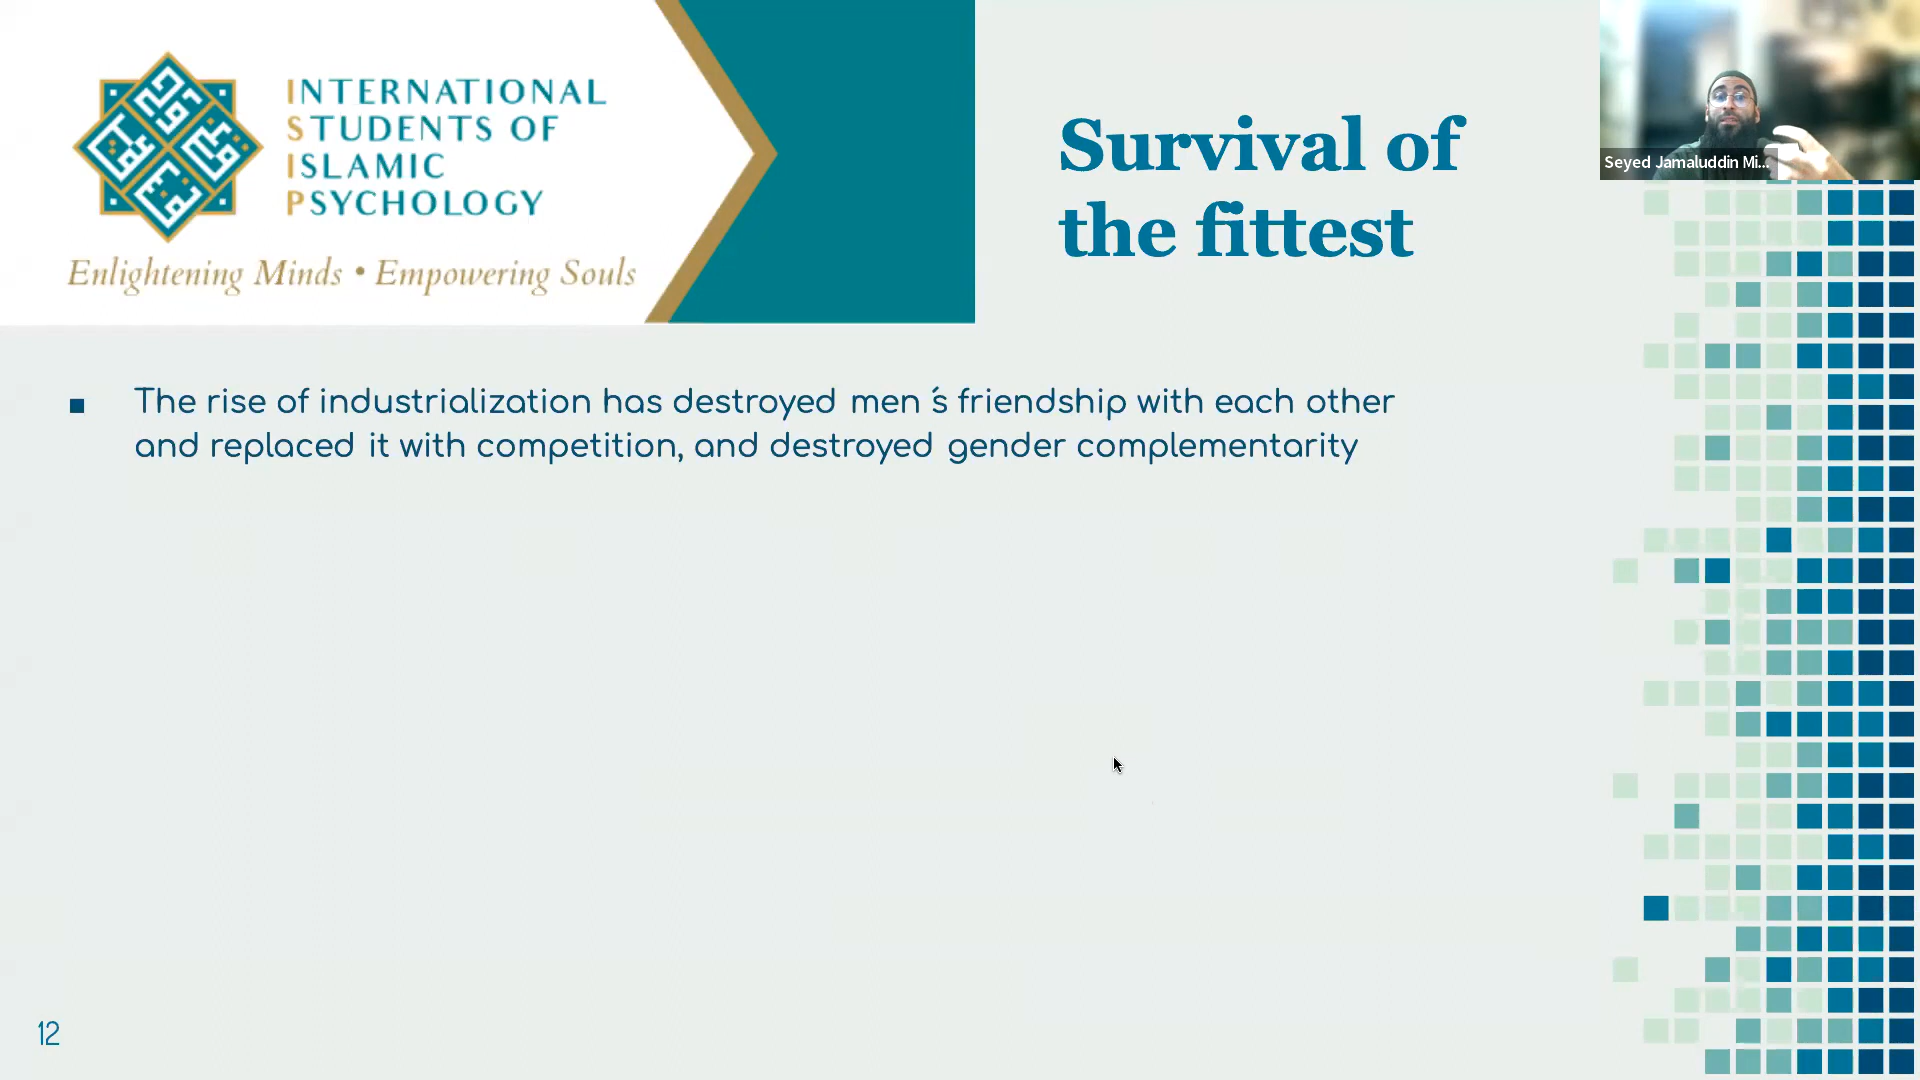 INTERNATIONAL
STUDENTS OF
ISLAMIC
PSYCHOLOGY
Enlightening Minds • Empowering Souls
Survival of
the fittest
Seyed Jamaluddin Mi...
■ The rise of industrialization has destroyed men ´s friendship with each other
and replaced it with competition, and destroyed gender complementarity
12